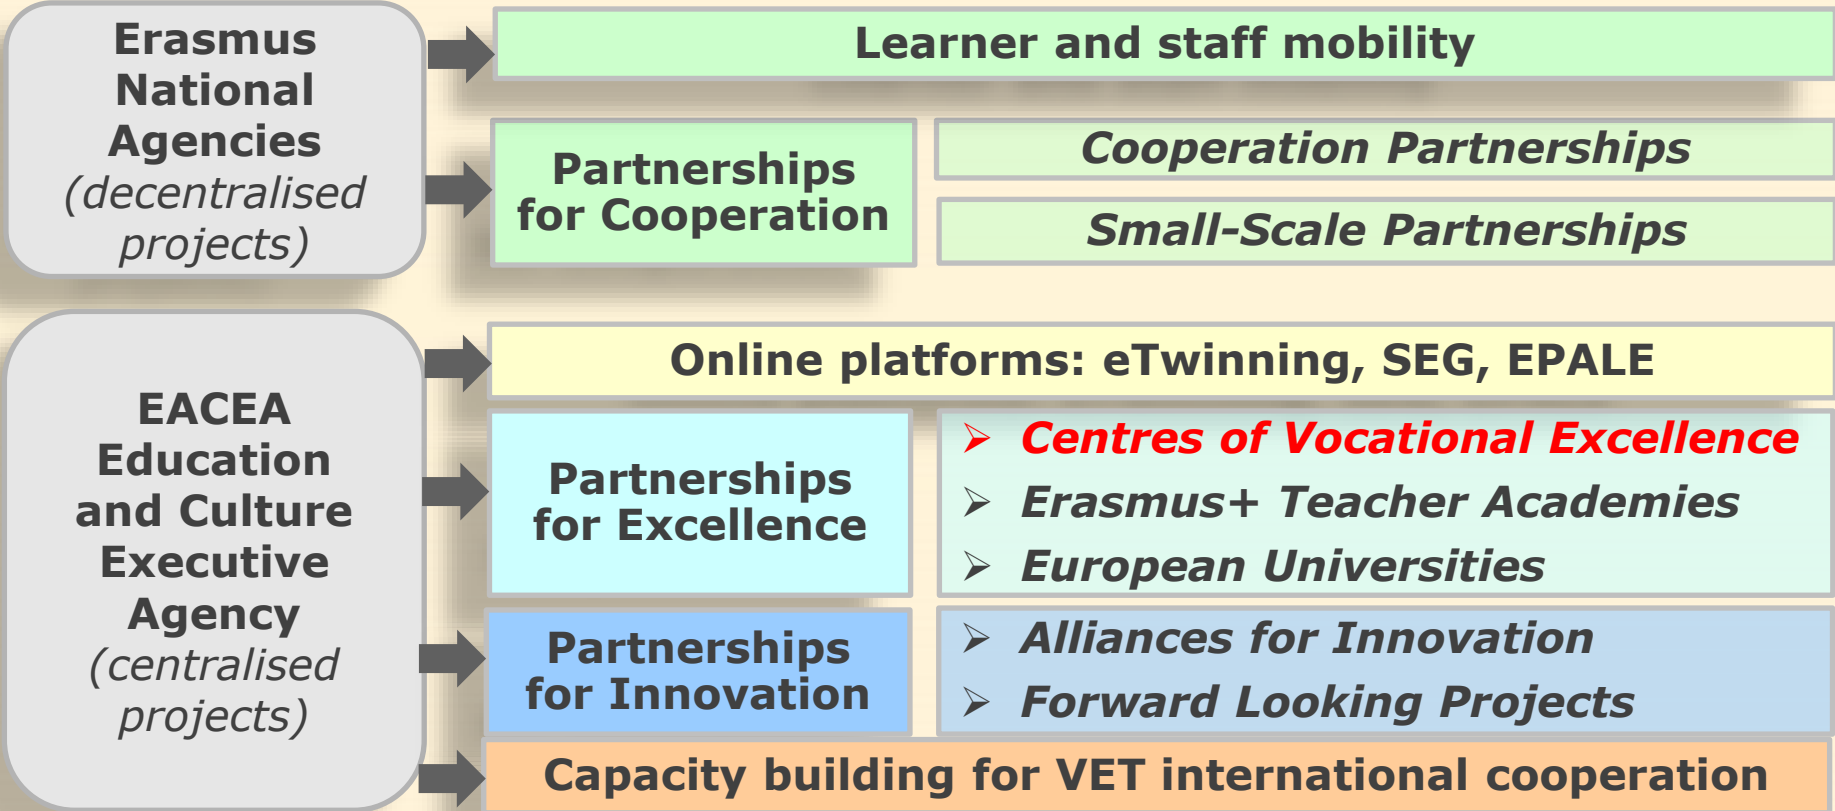 Erasmus
National
Agencies
(decentralised
projects)
Learner and staff mobility
Partnerships
for Cooperation
Cooperation Partnerships
Small-Scale Partnerships
EACEA
Education
and Culture
Executive
Agency
(centralised
projects)
Online platforms: eTwinning, SEG, EPALE
Partnerships
for Excellence
➢ Centres of Vocational Excellence
➢ Erasmus+ Teacher Academies
➢ European Universities
Partnerships
for Innovation
➢ Alliances for Innovation
➢ Forward Looking Projects
Capacity building for VET international cooperation